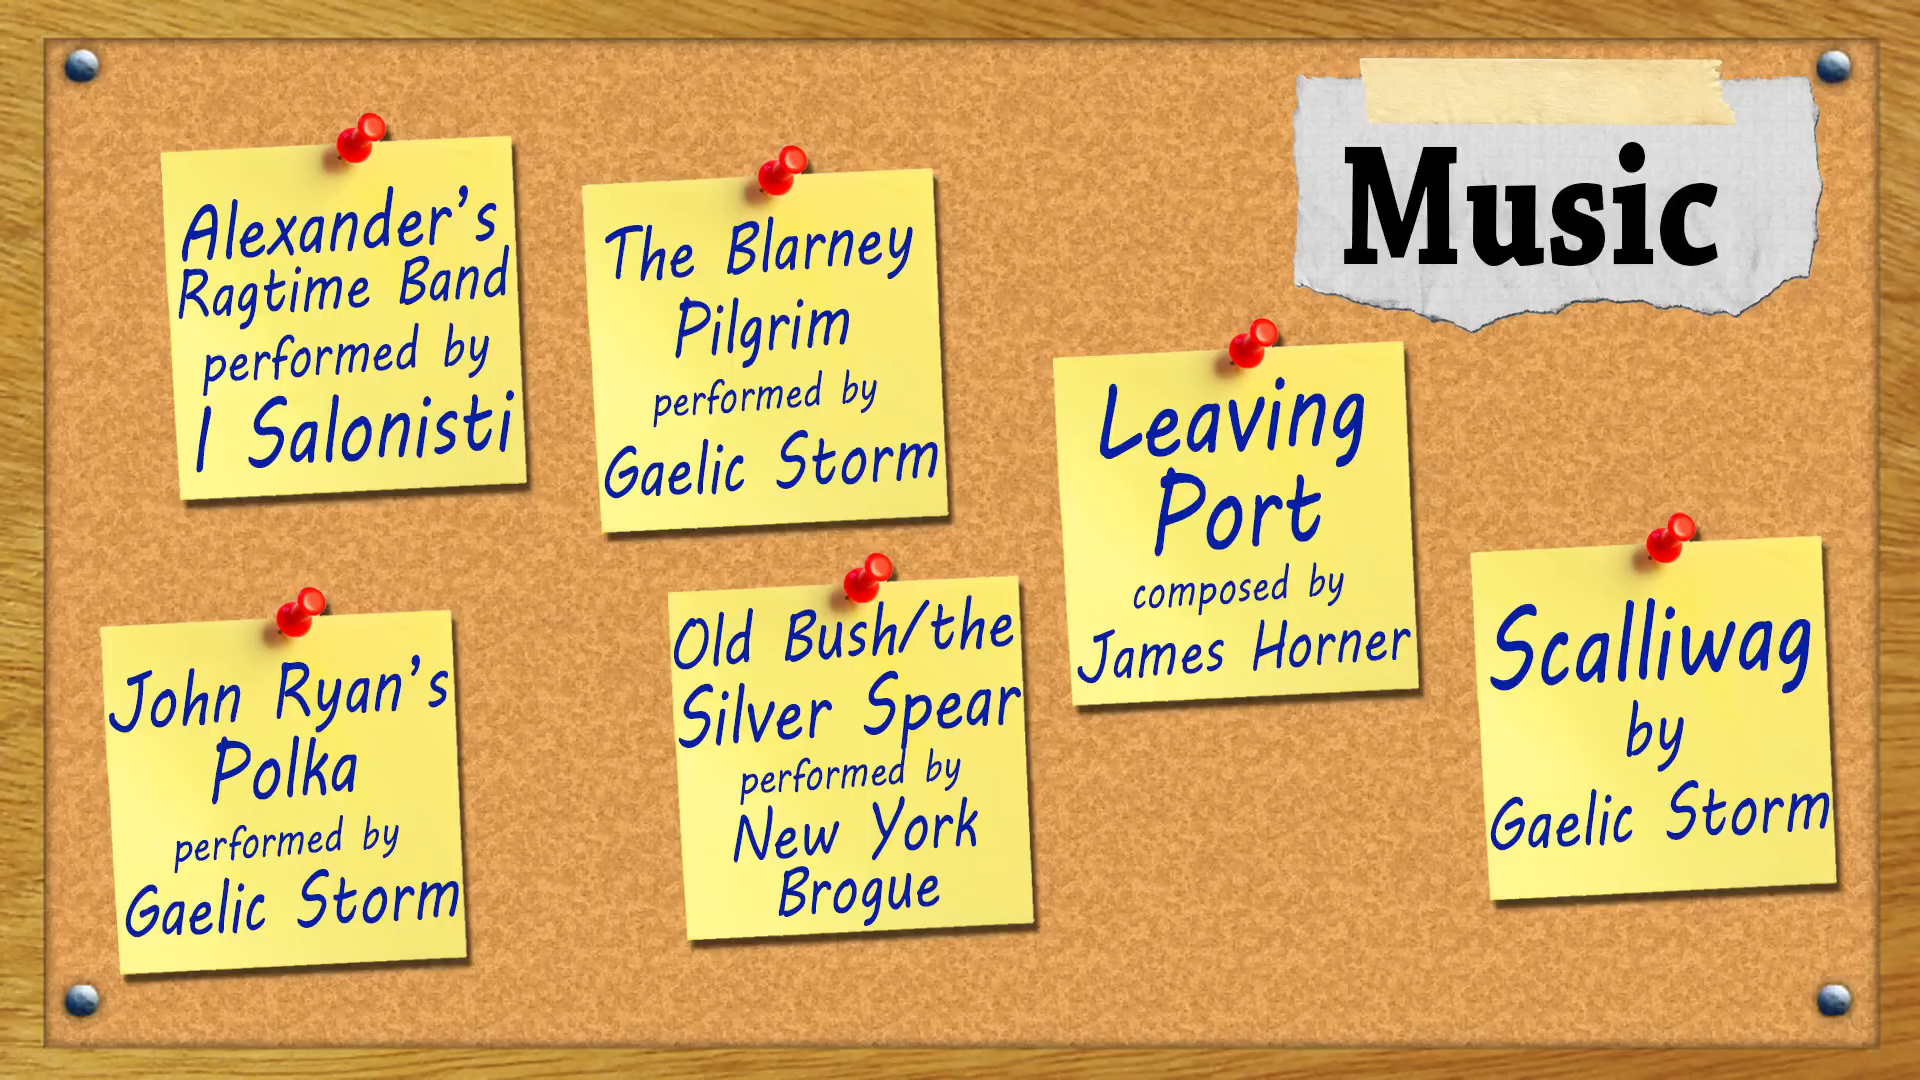 Music
Alexander's
Ragtime Band
performed by
I Salonisti
The Blarney
Pilgrim
performed by
Gaelic Storm
Leaving
Port
composed by
James Horner
Scalliwag
by
Gaelic Storm
John Ryan's
Polka
performed by
Gaelic Storm
Old Bush/the
Silver Spear
performed by
New York
Brogue